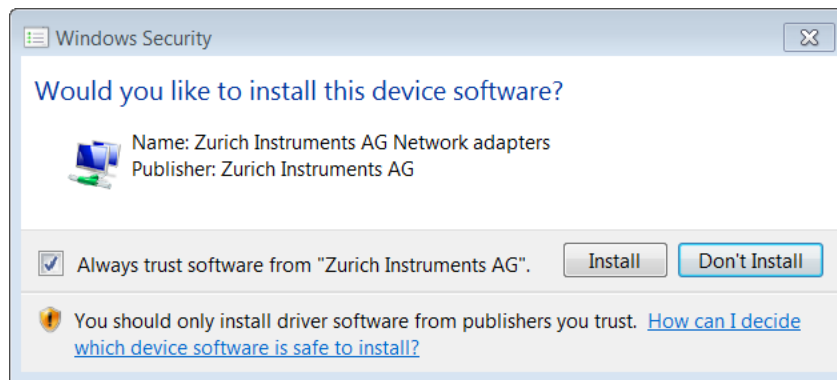 Windows Security
Would you like to install this device software?
Name: Zurich Instruments AG Network adapters
Publisher: Zurich Instruments AG
Always trust software from "Zurich Instruments AG".
Install
Don't Install
You should only install driver software from publishers you trust. How can I decide
which device software is safe to install?